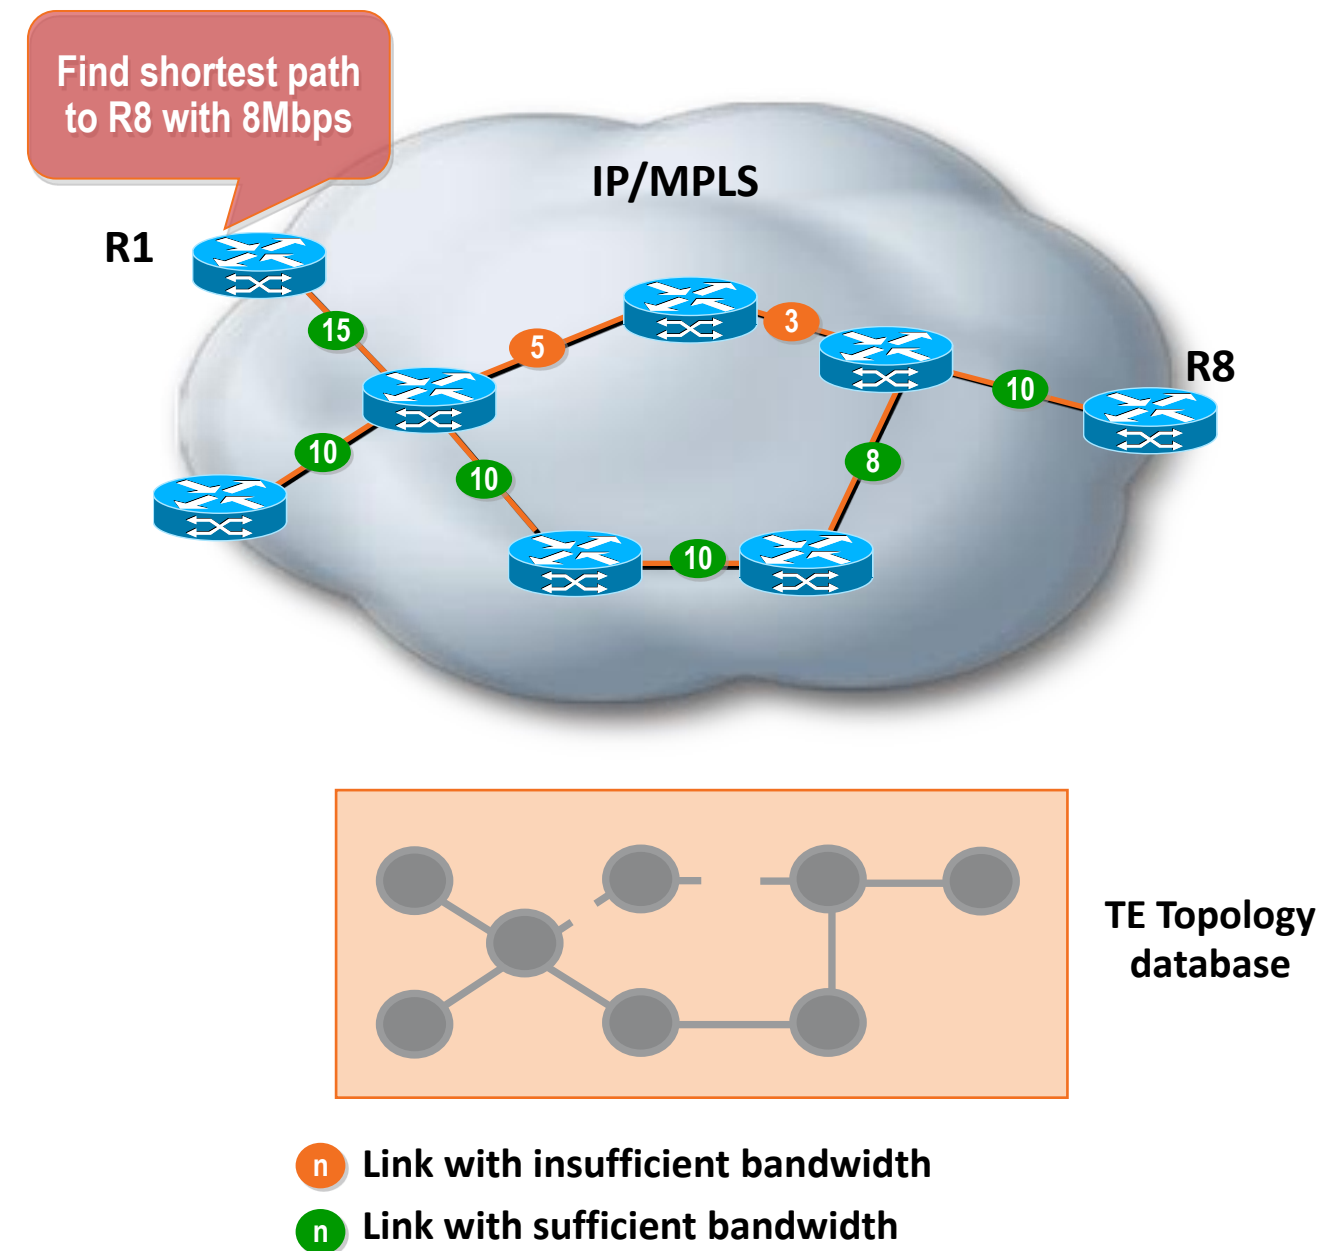 Find shortest path
to R8 with 8Mbps
IP/MPLS
R1
15
5
3
R8
10
10
10
8
10
TE Topology
database
n Link with insufficient bandwidth
n Link with sufficient bandwidth